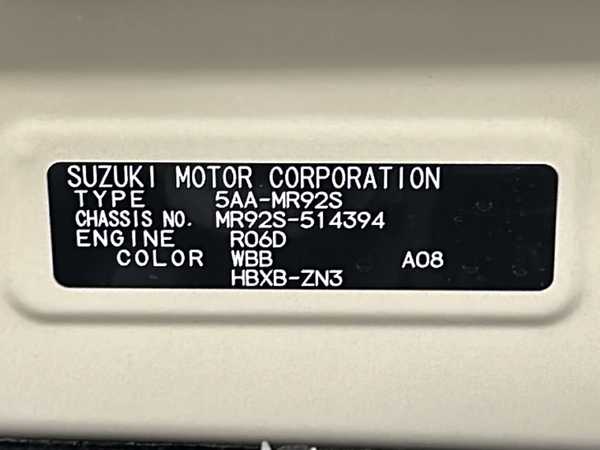 SUZUKI MOTOR CORPORATION
TYPE 5AA-MR92S
CHASSIS NO. MR92S-514394
ENGINE R06D
COLOR WBB A08
HBXB-ZN3